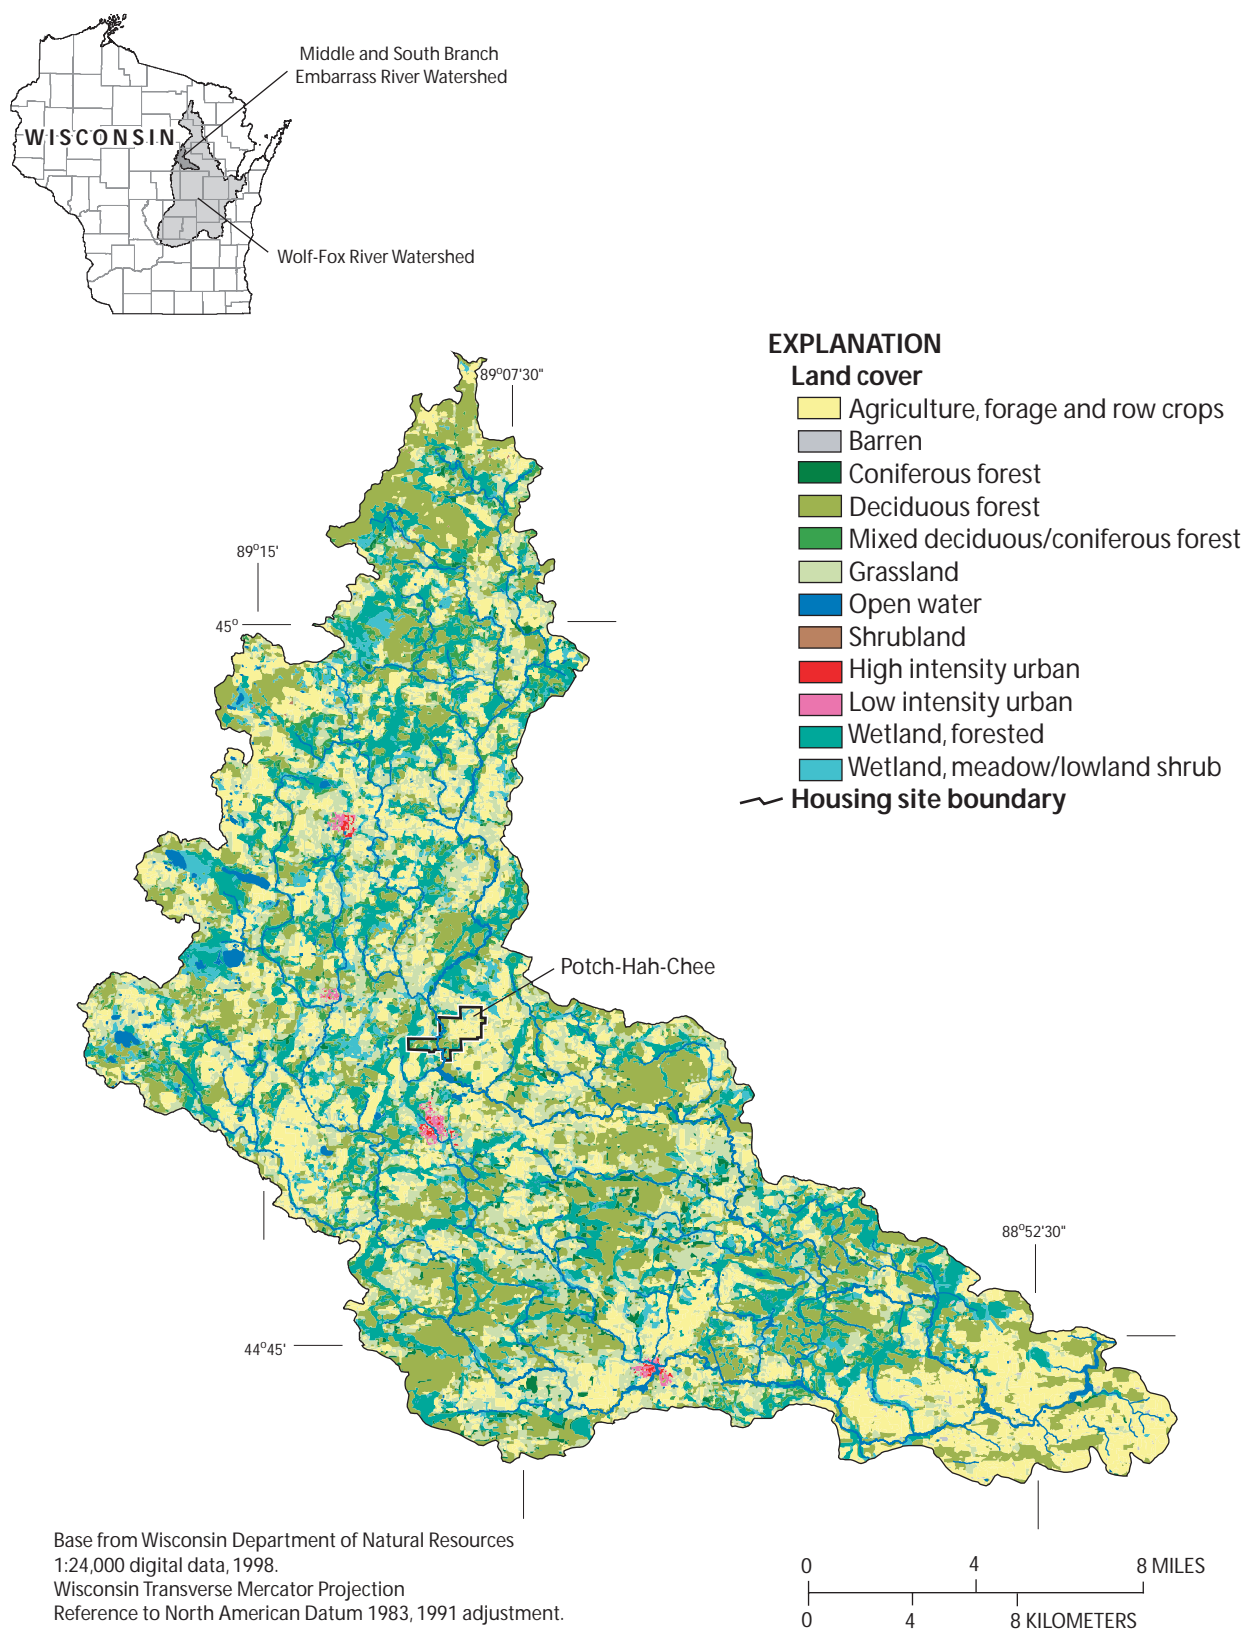 Middle and South Branch
Embarrass River Watershed
WISCONSIN
Wolf-Fox River Watershed
EXPLANATION
Land cover
Agriculture, forage and row crops
Barren
Coniferous forest
Deciduous forest
Mixed deciduous/coniferous forest
Grassland
Open water
Shrubland
High intensity urban
Low intensity urban
Wetland, forested
Wetland, meadow/lowland shrub
Housing site boundary
89°07'30"
89°15'
45°
Potch-Hah-Chee
88°52'30"
44°45'
Base from Wisconsin Department of Natural Resources
1:24,000 digital data, 1998.
Wisconsin Transverse Mercator Projection
Reference to North American Datum 1983, 1991 adjustment.
0 4 8 MILES
0 4 8 KILOMETERS